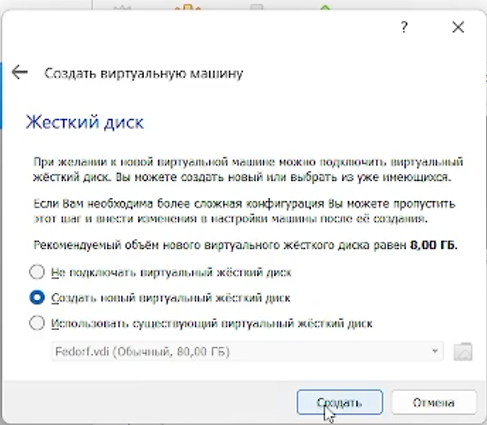 ?
Создать виртуальную машину
Жесткий диск
При желании к новой виртуальной машине можно подключить виртуальный
жёсткий диск. Вы можете создать новый или выбрать из уже имеющихся.
Если Вам необходима более сложная конфигурация Вы можете пропустить
этот шаг и внести изменения в настройки машины после её создания.
Рекомендуемый объём нового виртуального жёсткого диска равен 8,00 ГБ.
Не подключать виртуальный жёсткий диск
Создать новый виртуальный жёсткий диск
Использовать существующий виртуальный жёсткий диск
Fedorf.vdi (Обычный, 80,00 ГБ)
Создать Отмена